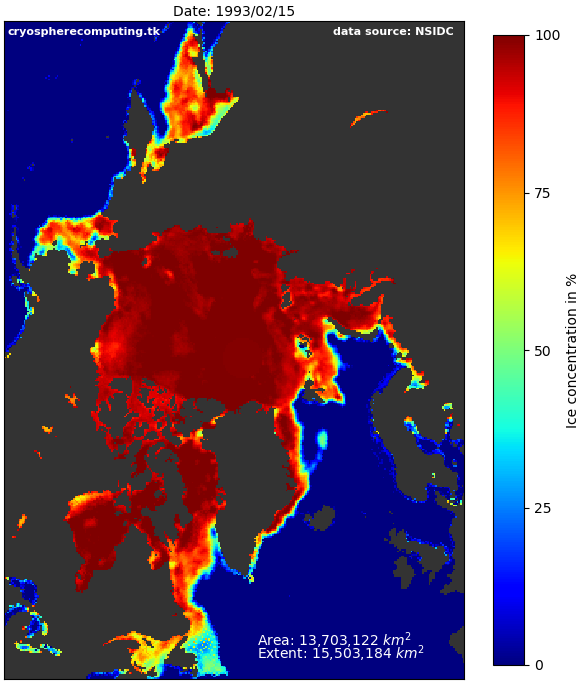 Date: 1993/02/15
cryospherecomputing.tk
data source: NSIDC
100
75
50
25
0
Ice concentration in %
Area: 13,703,122 km²
Extent: 15,503,184 km²